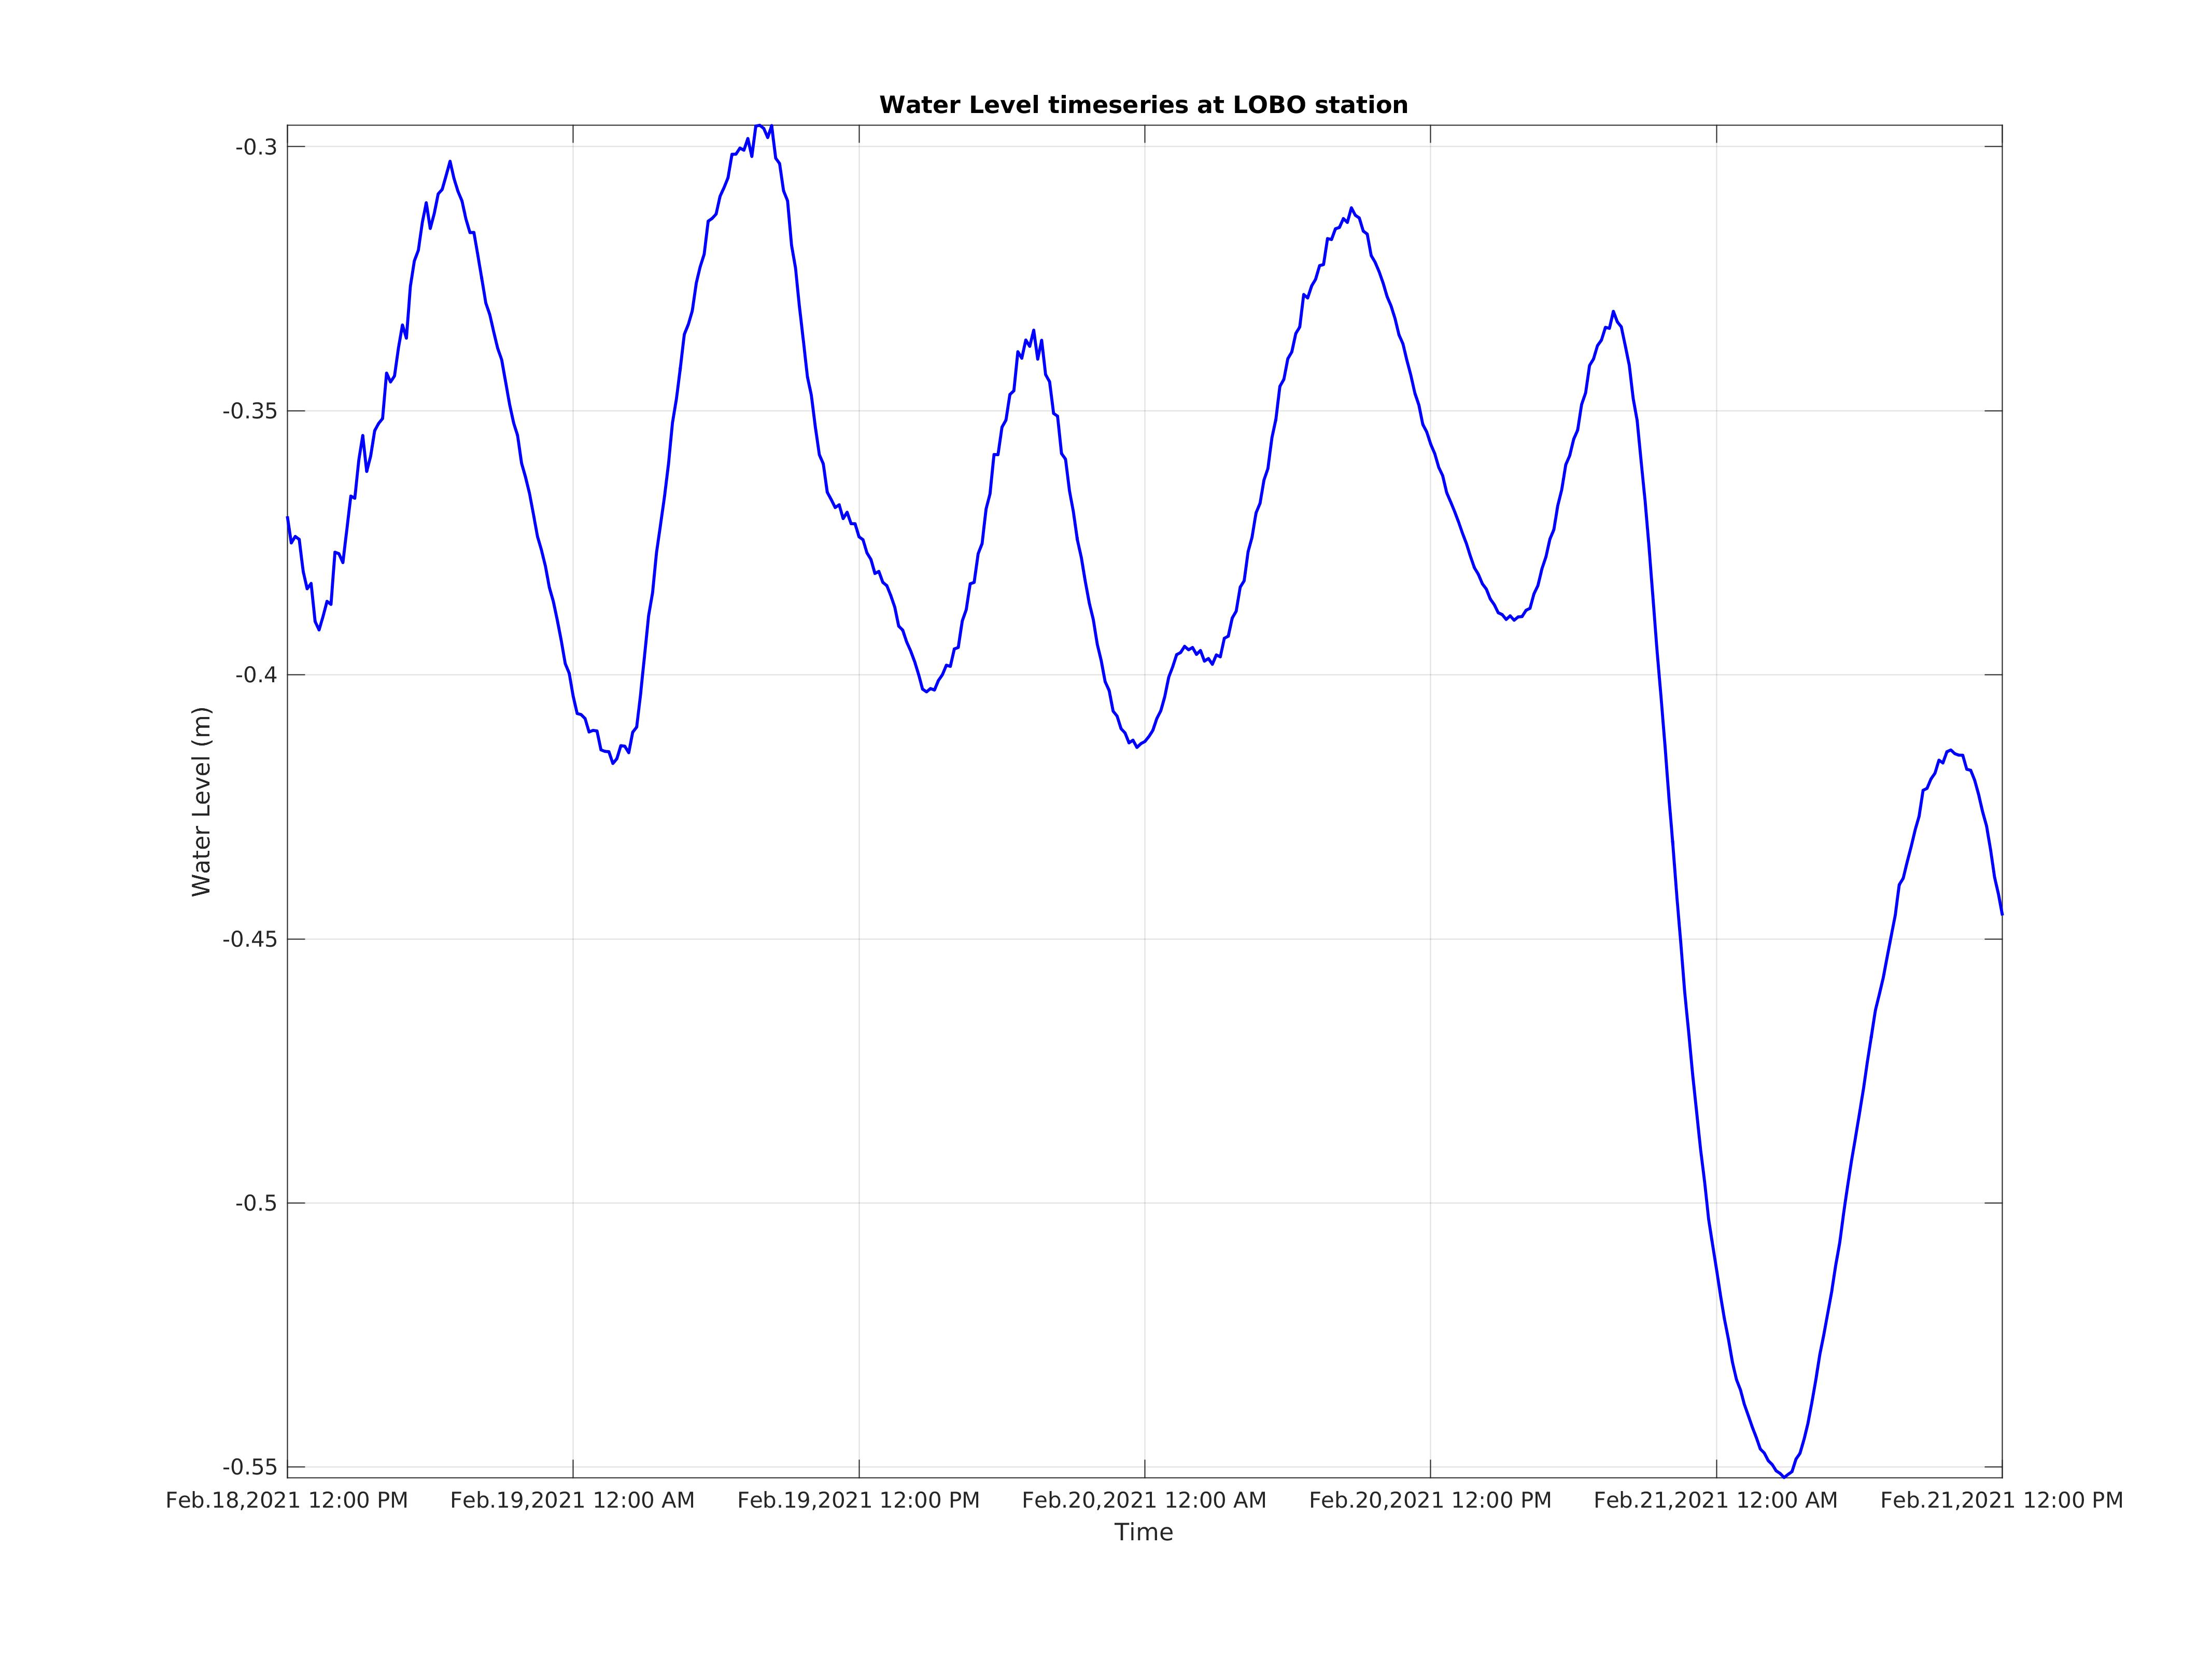 Water Level timeseries at LOBO station
-0.3
-0.35
-0.4
-0.45
-0.5
-0.55
Water Level (m)
Feb.18,2021 12:00 PM
Feb.19,2021 12:00 AM
Feb.19,2021 12:00 PM
Feb.20,2021 12:00 AM
Feb.20,2021 12:00 PM
Feb.21,2021 12:00 AM
Feb.21,2021 12:00 PM
Time